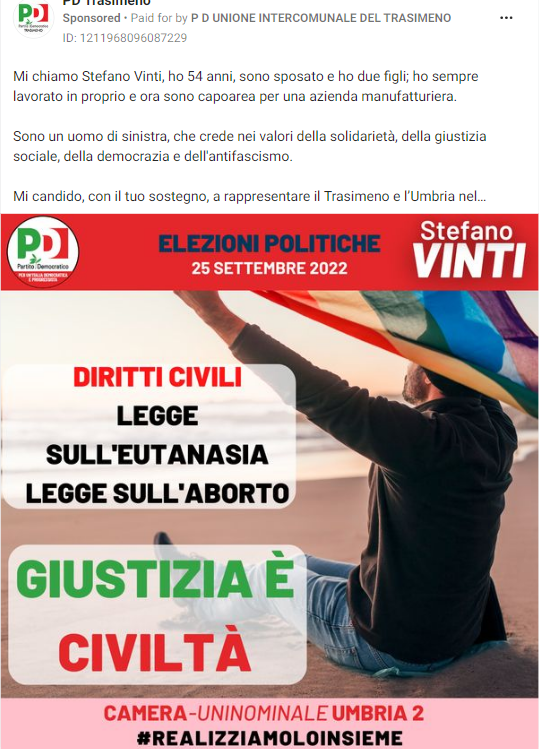 PD Trasimeno
Sponsored • Paid for by P D UNIONE INTERCOMUNALE DEL TRASIMENO
ID: 1211968096087229
Mi chiamo Stefano Vinti, ho 54 anni, sono sposato e ho due figli; ho sempre
lavorato in proprio e ora sono capoarea per una azienda manufatturiera.
Sono un uomo di sinistra, che crede nei valori della solidarietà, della giustizia
sociale, della democrazia e dell'antifascismo.
Mi candido, con il tuo sostegno, a rappresentare il Trasimeno e l'Umbria nel...
PD
Partito Democratico
PER L'ITALIA DEMOCRATICA
E PROGRESSISTA
ELEZIONI POLITICHE
25 SETTEMBRE 2022
Stefano
VINTI
DIRITTI CIVILI
LEGGE
SULL'EUTANASIA
LEGGE SULL'ABORTO
GIUSTIZIA È
CIVILTÀ
CAMERA-UNINOMINALE UMBRIA 2
#REALIZZIAMOLOINSIEME